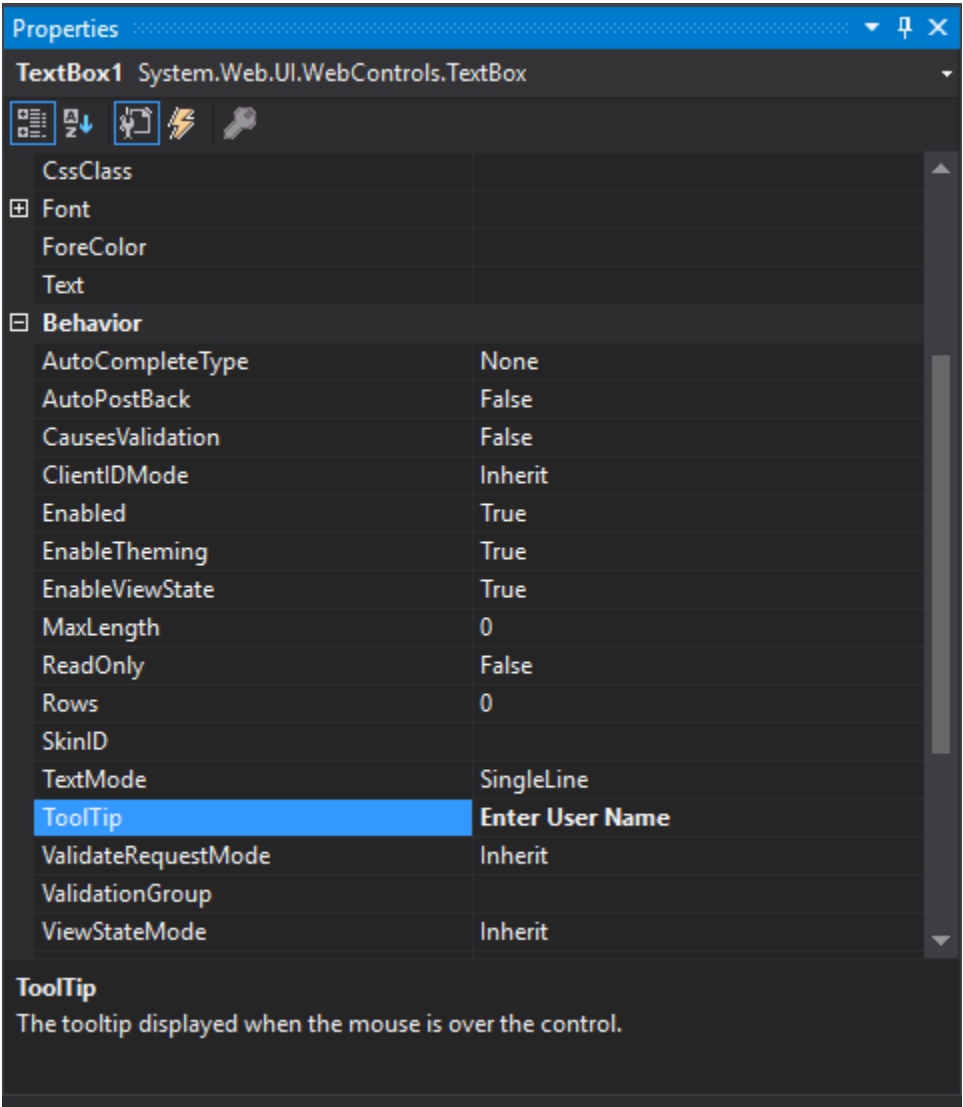 Properties
TextBox1 System.Web.UI.WebControls.TextBox
CssClass
Font
ForeColor
Text
Behavior
AutoCompleteType None
AutoPostBack False
CausesValidation False
ClientIDMode Inherit
Enabled True
EnableTheming True
EnableViewState True
MaxLength 0
ReadOnly False
Rows 0
SkinID
TextMode SingleLine
ToolTip Enter User Name
ValidateRequestMode Inherit
ValidationGroup
ViewStateMode Inherit
ToolTip
The tooltip displayed when the mouse is over the control.